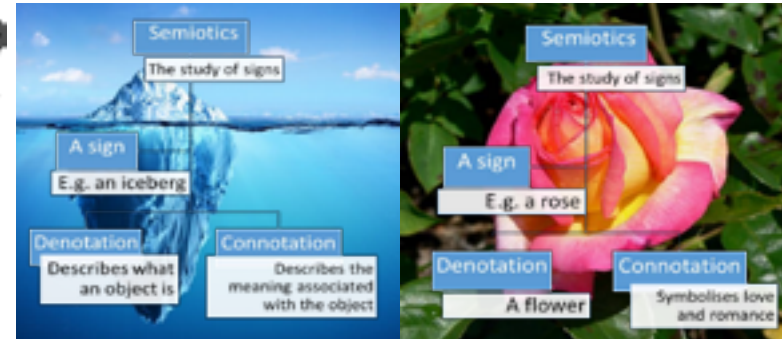 Semiotics
The study of signs
A sign
E.g. an iceberg
Denotation
Describes what
an object is
Connotation
Describes the
meaning associated
with the object
Semiotics
The study of signs
A sign
E.g. a rose
Denotation
A flower
Connotation
Symbolises love
and romance